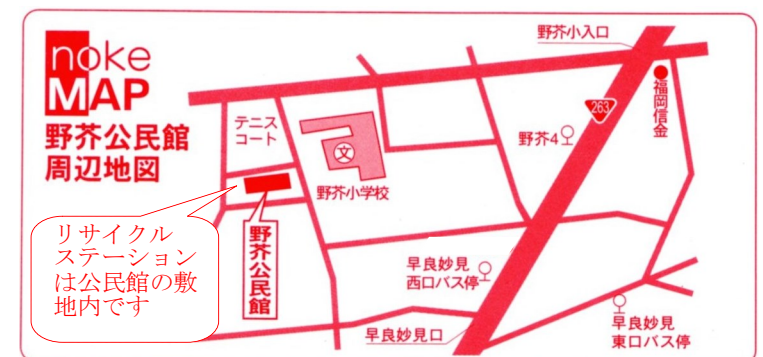 noke
MAP
野芥公民館
周辺地図
リサイクル
ステーション
は公民館の敷
地内です
テニス
コート
文
野芥小学校
野芥公民館
野芥小入口
263
福岡信金
野芥4
早良妙見
西口バス停
早良妙見口
早良妙見
東口バス停